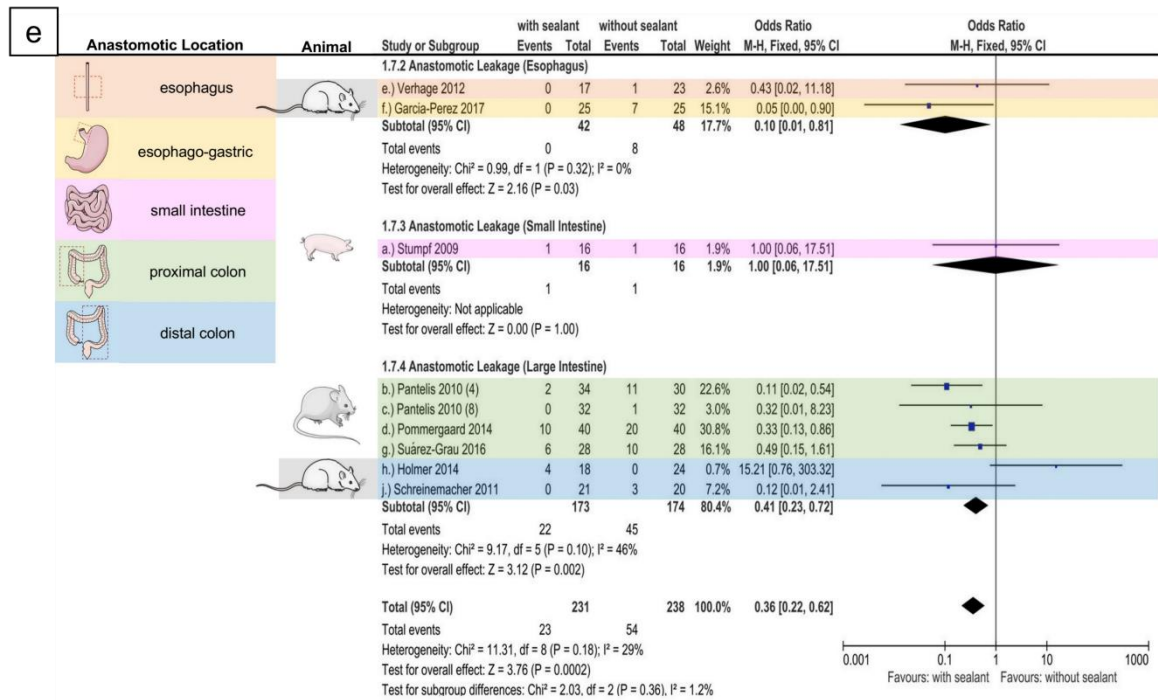 e
Anastomotic Location
esophagus
esophago-gastric
small intestine
proximal colon
distal colon
Animal
with sealant without sealant Odds Ratio Odds Ratio
Study or Subgroup Events Total Events Total Weight M-H, Fixed, 95% CI M-H, Fixed, 95% CI
1.7.2 Anastomotic Leakage (Esophagus)
e.) Verhage 2012 0 17 1 23 2.6% 0.43 [0.02, 11.18]
f.) Garcia-Perez 2017 0 25 7 25 15.1% 0.05 [0.00, 0.90]
Subtotal (95% CI) 42 48 17.7% 0.10 [0.01, 0.81]
Total events 0 8
Heterogeneity: Chi² = 0.99, df = 1 (P = 0.32); I² = 0%
Test for overall effect: Z = 2.16 (P = 0.03)
1.7.3 Anastomotic Leakage (Small Intestine)
a.) Stumpf 2009 1 16 1 16 1.9% 1.00 [0.06, 17.51]
Subtotal (95% CI) 16 16 1.9% 1.00 [0.06, 17.51]
Total events 1 1
Heterogeneity: Not applicable
Test for overall effect: Z = 0.00 (P = 1.00)
1.7.4 Anastomotic Leakage (Large Intestine)
b.) Pantelis 2010 (4) 2 34 11 30 22.6% 0.11 [0.02, 0.54]
c.) Pantelis 2010 (8) 0 32 1 32 3.0% 0.32 [0.01, 8.23]
d.) Pommergaard 2014 10 40 20 40 30.8% 0.33 [0.13, 0.86]
g.) Suárez-Grau 2016 6 28 10 28 16.1% 0.49 [0.15, 1.61]
h.) Holmer 2014 4 18 0 24 0.7% 15.21 [0.76, 303.32]
j.) Schreinemacher 2011 0 21 3 20 7.2% 0.12 [0.01, 2.41]
Subtotal (95% CI) 173 174 80.4% 0.41 [0.23, 0.72]
Total events 22 45
Heterogeneity: Chi² = 9.17, df = 5 (P = 0.10); I² = 46%
Test for overall effect: Z = 3.12 (P = 0.002)
Total (95% CI) 231 238 100.0% 0.36 [0.22, 0.62]
Total events 23 54
Heterogeneity: Chi² = 11.31, df = 8 (P = 0.18); I² = 29%
Test for overall effect: Z = 3.76 (P = 0.0002)
Test for subgroup differences: Chi² = 2.03, df = 2 (P = 0.36), I² = 1.2%
0.001 0.1 1 10 1000
Favours: with sealant Favours: without sealant